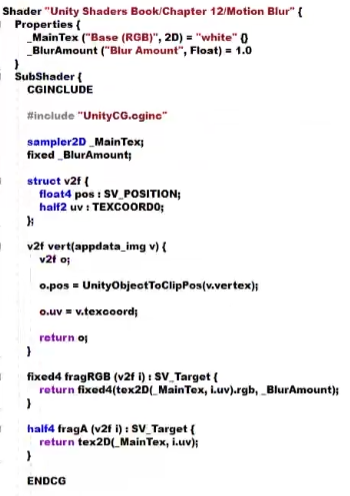 Shader "Unity Shaders Book/Chapter 12/Motion Blur" {
Properties {
_MainTex ("Base (RGB)", 2D) = "white" {}
_BlurAmount ("Blur Amount", Float) = 1.0
}
SubShader {
CGINCLUDE
#include "UnityCG.cginc"
sampler2D _MainTex;
fixed _BlurAmount;
struct v2f {
float4 pos : SV_POSITION;
half2 uv : TEXCOORD0;
};
v2f vert(appdata_img v) {
v2f o;
o.pos = UnityObjectToClipPos(v.vertex);
o.uv = v.texcoord;
return o;
}
fixed4 fragRGB (v2f i) : SV_Target {
return fixed4(tex2D(_MainTex, i.uv).rgb, _BlurAmount);
}
half4 fragA (v2f i) : SV_Target {
return tex2D(_MainTex, i.uv);
}
ENDCG